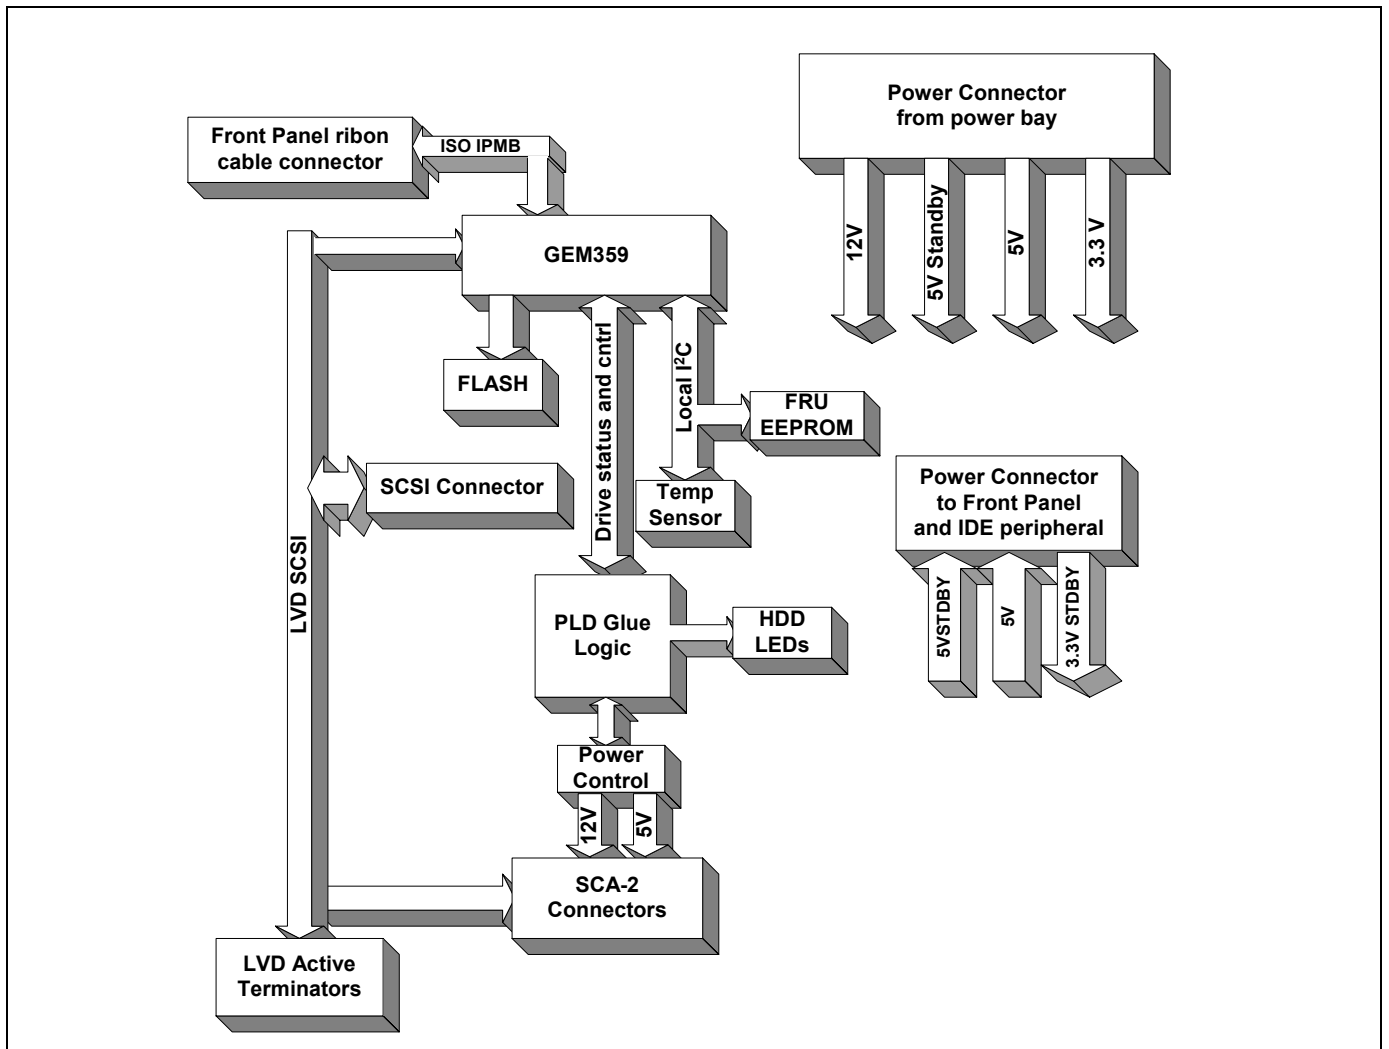 Power Connector
from power bay
Front Panel ribon
cable connector
ISO IPMB
12V
5V Standby
5V
3.3 V
GEM359
FLASH
Drive status and cntrl
Local I²C
FRU
EEPROM
SCSI Connector
Temp
Sensor
Power Connector
to Front Panel
and IDE peripheral
LVD SCSI
5VSTDBY
5V
3.3V STDBY
PLD Glue
Logic
HDD
LEDs
Power
Control
12V
5V
SCA-2
Connectors
LVD Active
Terminators